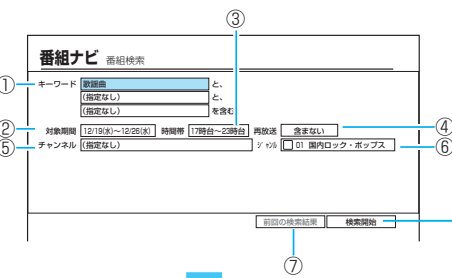 ③
番組ナビ 番組検索
① キーワード 歌謡曲 と、
(指定なし) と、
(指定なし) を含む
② 対象期間 12/19(水)～12/26(水) 時間帯 17時台～23時台 再放送 含まない ④
⑤ チャンネル (指定なし) ジャンル 01 国内ロック・ポップス ⑥
前回の検索結果 検索開始
⑦